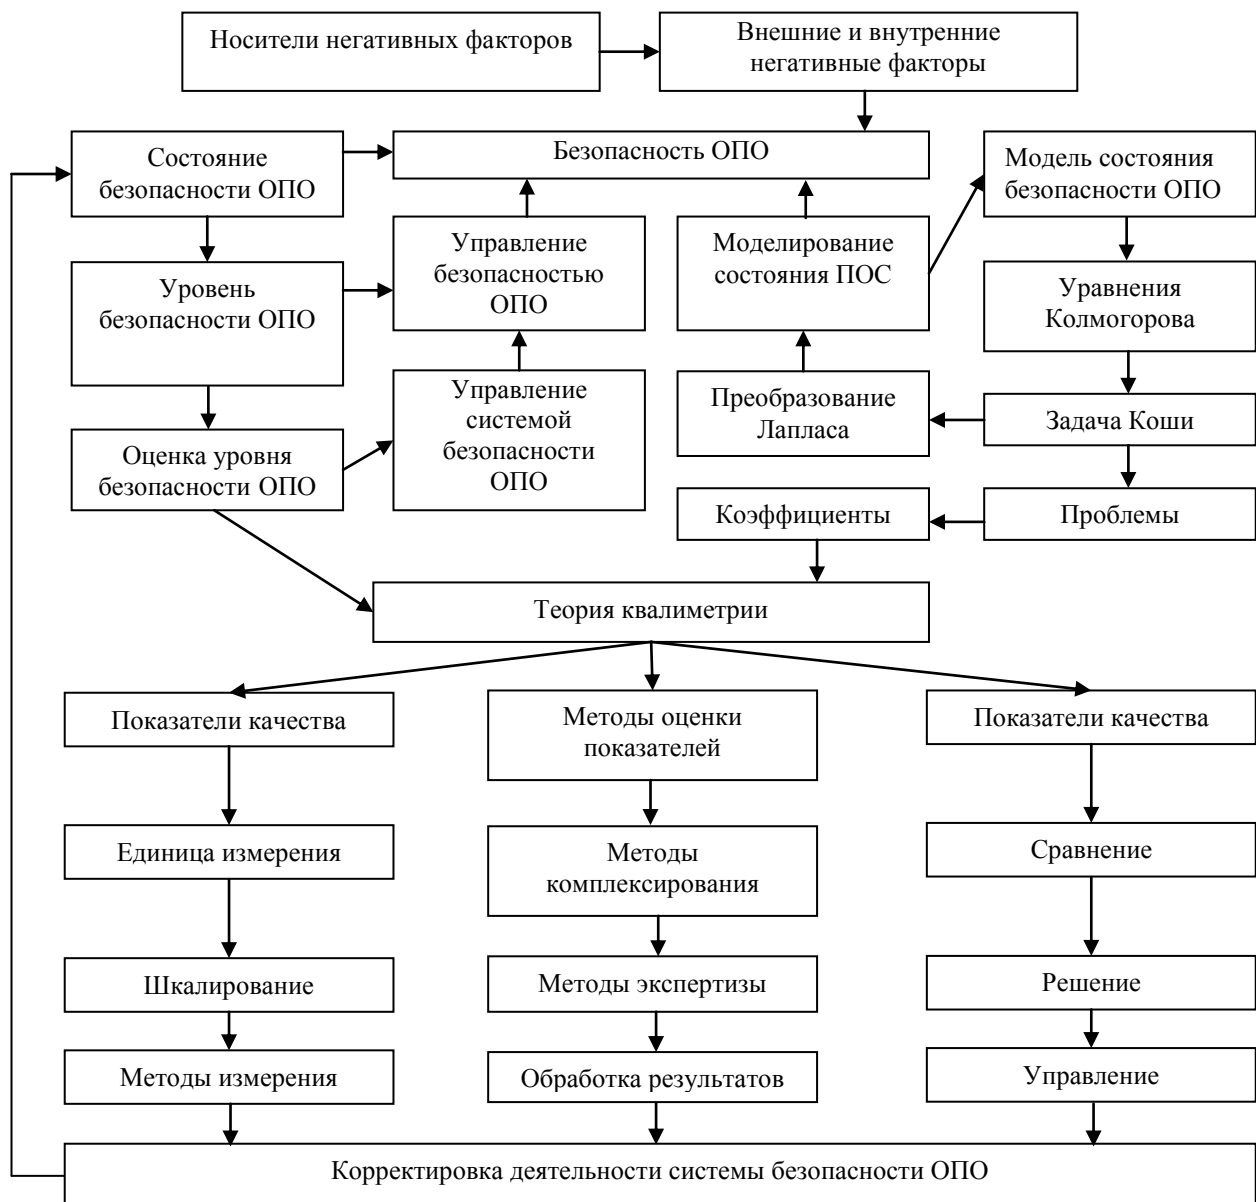 Носители негативных факторов
Внешние и внутренние
негативные факторы
Состояние
безопасности ОПО
Безопасность ОПО
Модель состояния
безопасности ОПО
Уровень
безопасности ОПО
Управление
безопасностью
ОПО
Моделирование
состояния ПОС
Уравнения
Колмогорова
Оценка уровня
безопасности ОПО
Управление
системой
безопасности
ОПО
Преобразование
Лапласа
Задача Коши
Коэффициенты
Проблемы
Теория квалиметрии
Показатели качества
Методы оценки
показателей
Показатели качества
Единица измерения
Методы
комплексирования
Сравнение
Шкалирование
Методы экспертизы
Решение
Методы измерения
Обработка результатов
Управление
Корректировка деятельности системы безопасности ОПО